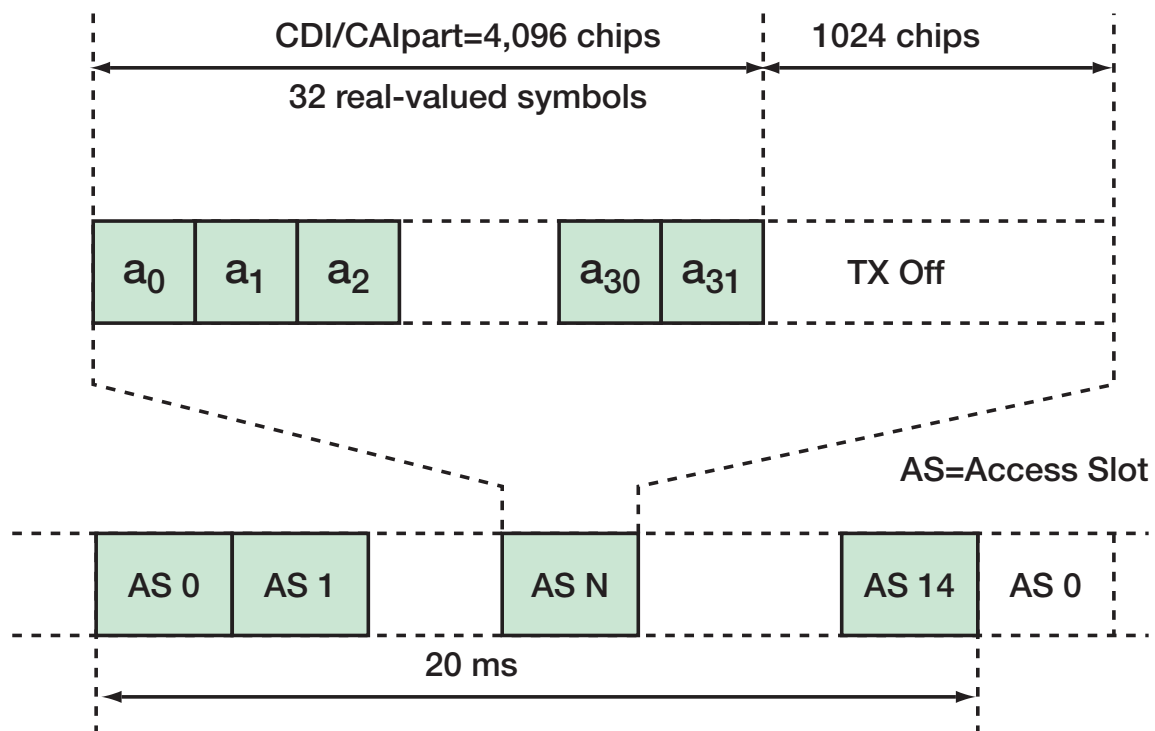 CDI/CAIpart=4,096 chips
1024 chips
32 real-valued symbols
a0 a1 a2 a30 a31 TX Off
AS=Access Slot
AS 0 AS 1 AS N AS 14 AS 0
20 ms